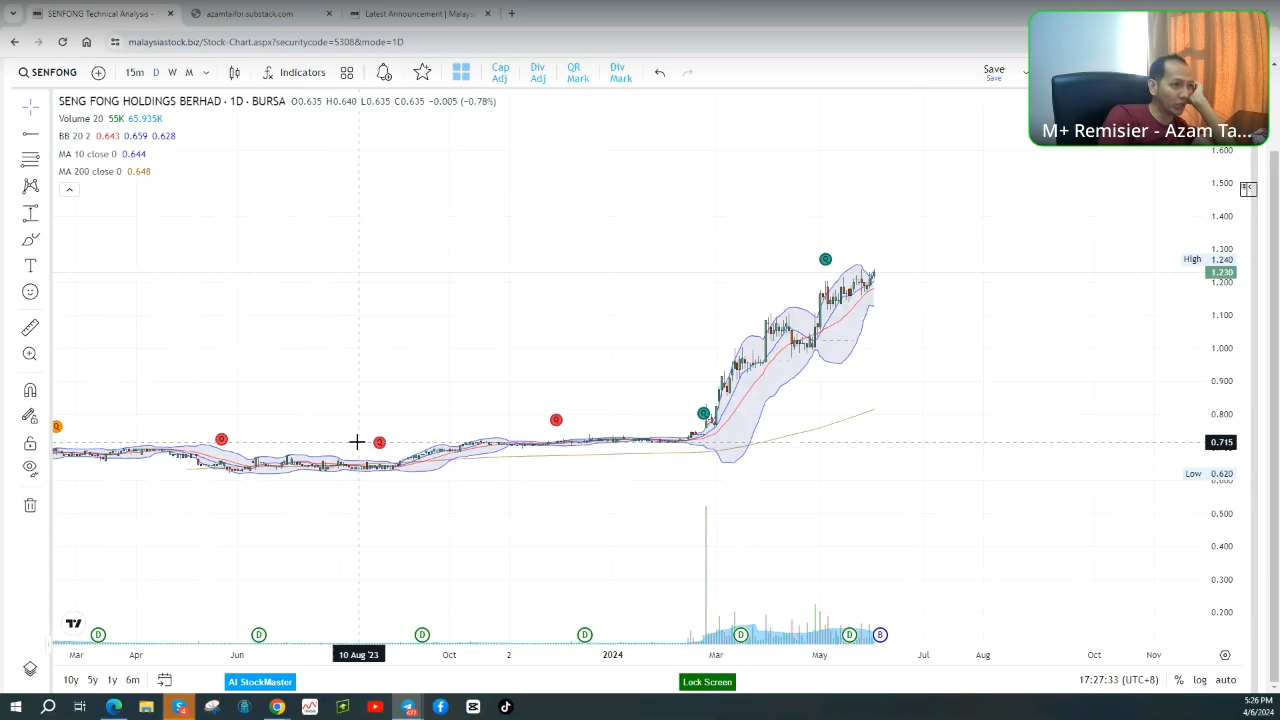 SENFONG Technical Analysis -
azamtaifor.substack.com
Latest Announcement | Malays
malaysiastock.biz/Stock-Chart.aspx?securitycode=5308&mode=1D
SENFONG
15m D W M
Indicators
Cap Adj
Div Adj
QR Mark
Div Mark
Save
Save
M+ Remisier - Azam Ta...
SENG FONG HOLDINGS BERHAD · 1D · BURSA O0.635 H0.640 L0.635 C0.635 -0.005 (-0.78%)
Volume 20 55K 65.935K
BB 20 2 0.643 0.659 0.628
MA 10 close 0 0.644
MA 200 close 0 0.648
1.600
1.500
1.400
1.300
High 1.240
1.230
1.200
1.100
1.000
0.900
0.800
0.715
Low 0.620
0.600
0.500
0.400
0.300
0.200
Q Q Q Q Q Q
D D D D D D B
Mar Apr Jun 10 Aug '23 Oct 2 2024 Mar May Jul Aug Oct Nov
10y 5y 1y 6m
AI StockMaster
Lock Screen
17:27:33 (UTC+8) % log auto
5:26 PM
4/6/2024